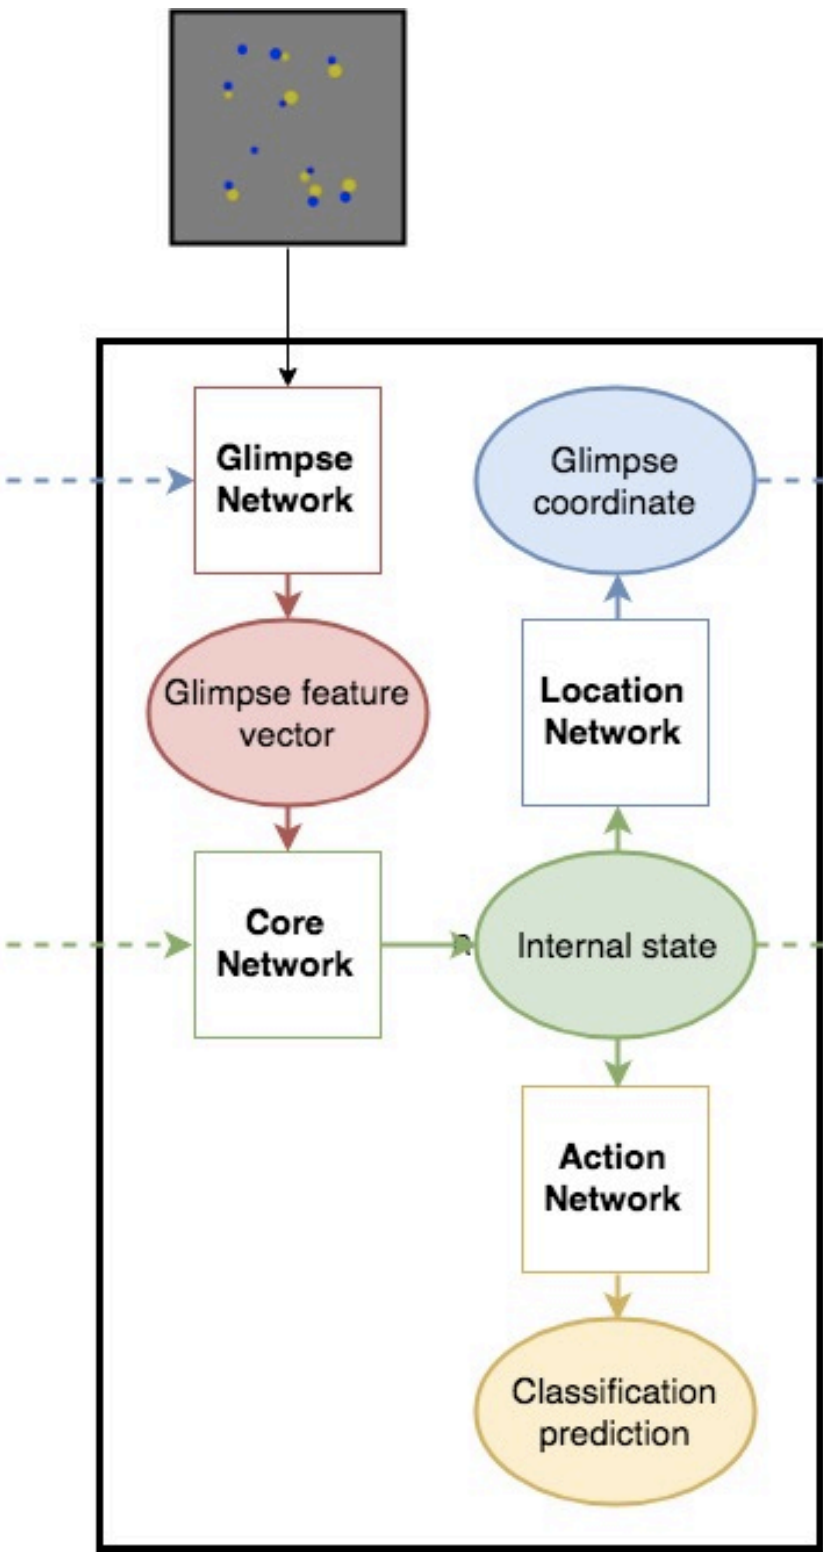 Glimpse
Network
Glimpse
coordinate
Glimpse feature
vector
Location
Network
Core
Network
Internal state
Action
Network
Classification
prediction